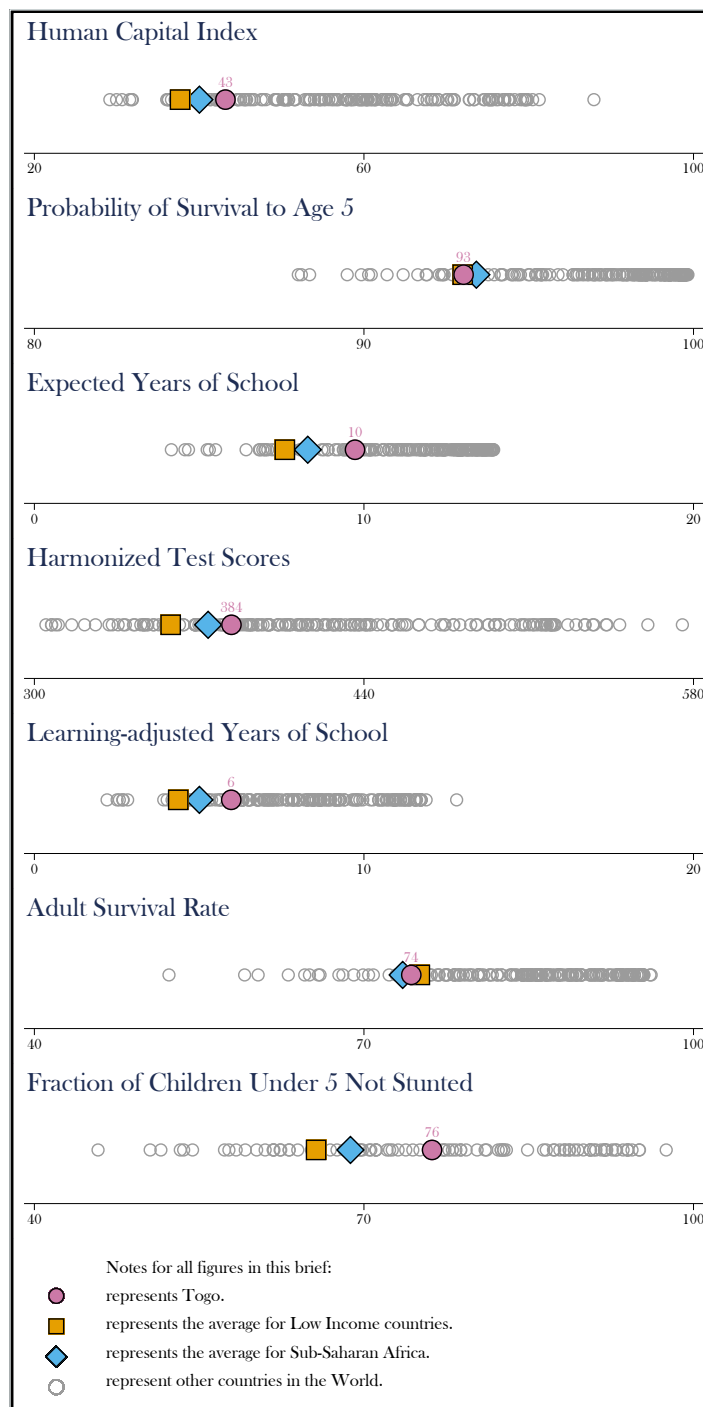 Human Capital Index
43
20 60 100
Probability of Survival to Age 5
93
80 90 100
Expected Years of School
10
0 10 20
Harmonized Test Scores
384
300 440 580
Learning-adjusted Years of School
6
0 10 20
Adult Survival Rate
74
40 70 100
Fraction of Children Under 5 Not Stunted
76
40 70 100
Notes for all figures in this brief:
represents Togo.
represents the average for Low Income countries.
represents the average for Sub-Saharan Africa.
represent other countries in the World.